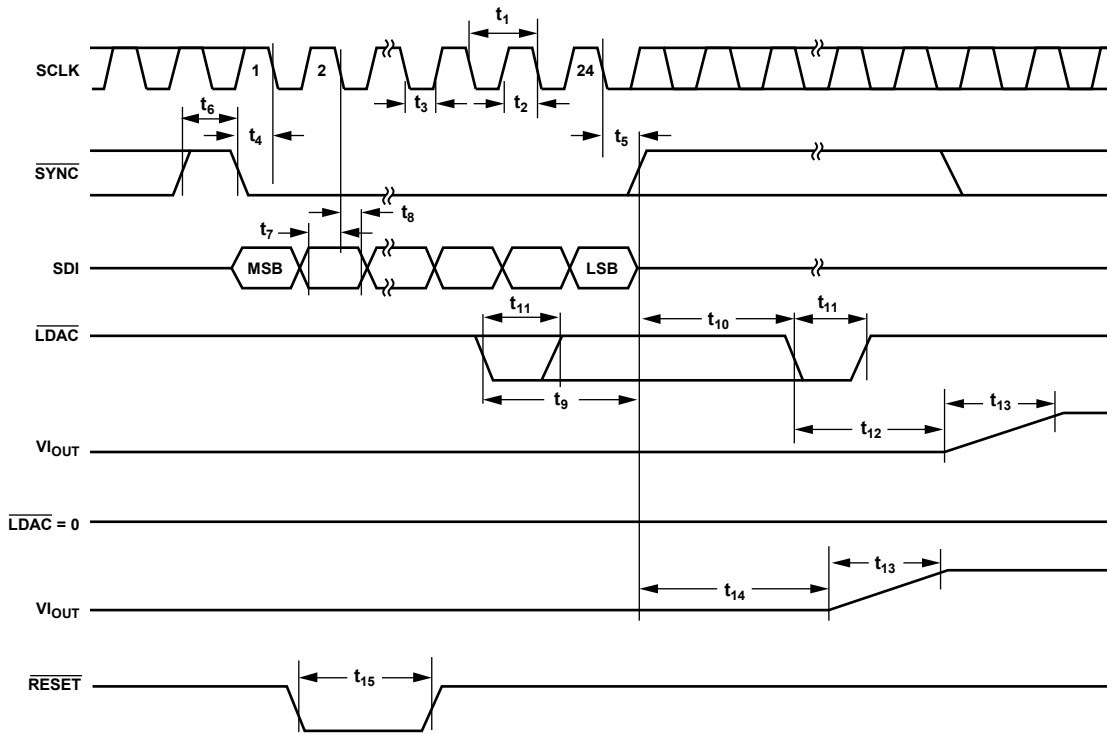 t1
SCLK 1 2 24
t3 t2
t6
t4 t5
SYNC
t8
t7
SDI MSB LSB
t11 t10 t11
LDAC
t9
t13
t12
VIOUT
LDAC = 0
t13
t14
VIOUT
RESET t15